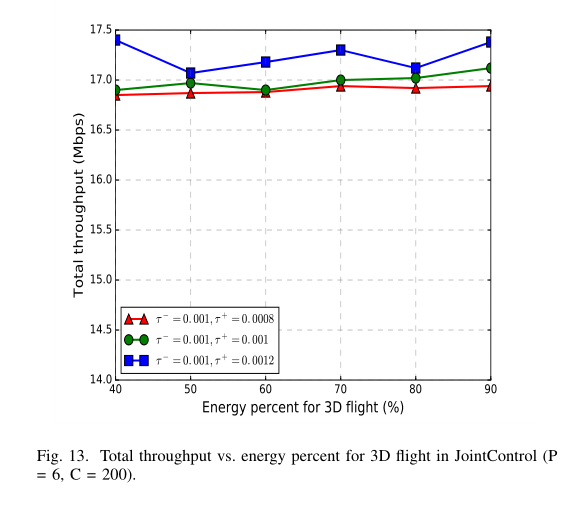 17.5
17.0
16.5
16.0
15.5
15.0
14.5
14.0
Total throughput (Mbps)
τ⁻ = 0.001, τ⁺ = 0.0008
τ⁻ = 0.001, τ⁺ = 0.001
τ⁻ = 0.001, τ⁺ = 0.0012
40 50 60 70 80 90
Energy percent for 3D flight (%)
Fig. 13. Total throughput vs. energy percent for 3D flight in JointControl (P
= 6, C = 200).